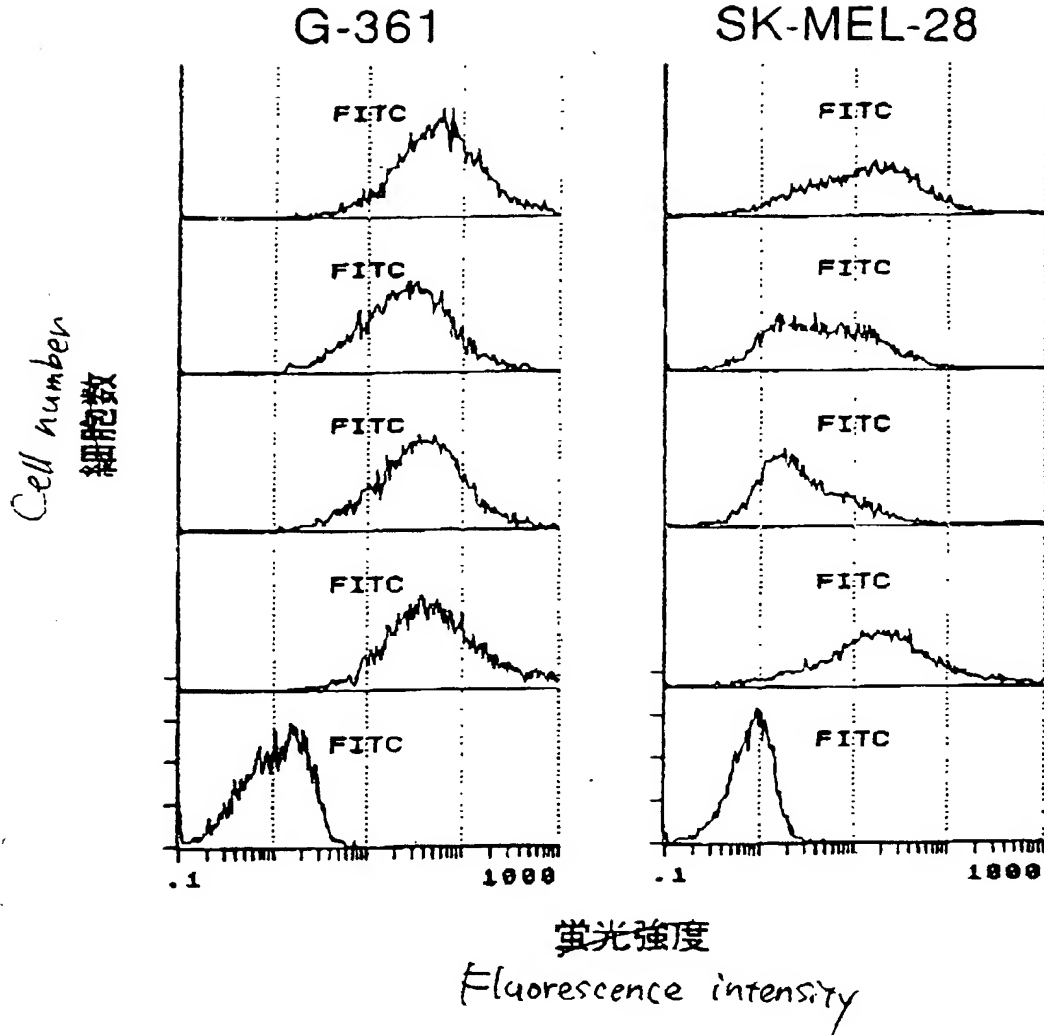 G-361 SK-MEL-28
FITC FITC
FITC FITC
FITC FITC
FITC FITC
FITC FITC
Cell number
細胞数
.1 1000 .1 1000
蛍光強度
Fluorescence intensity